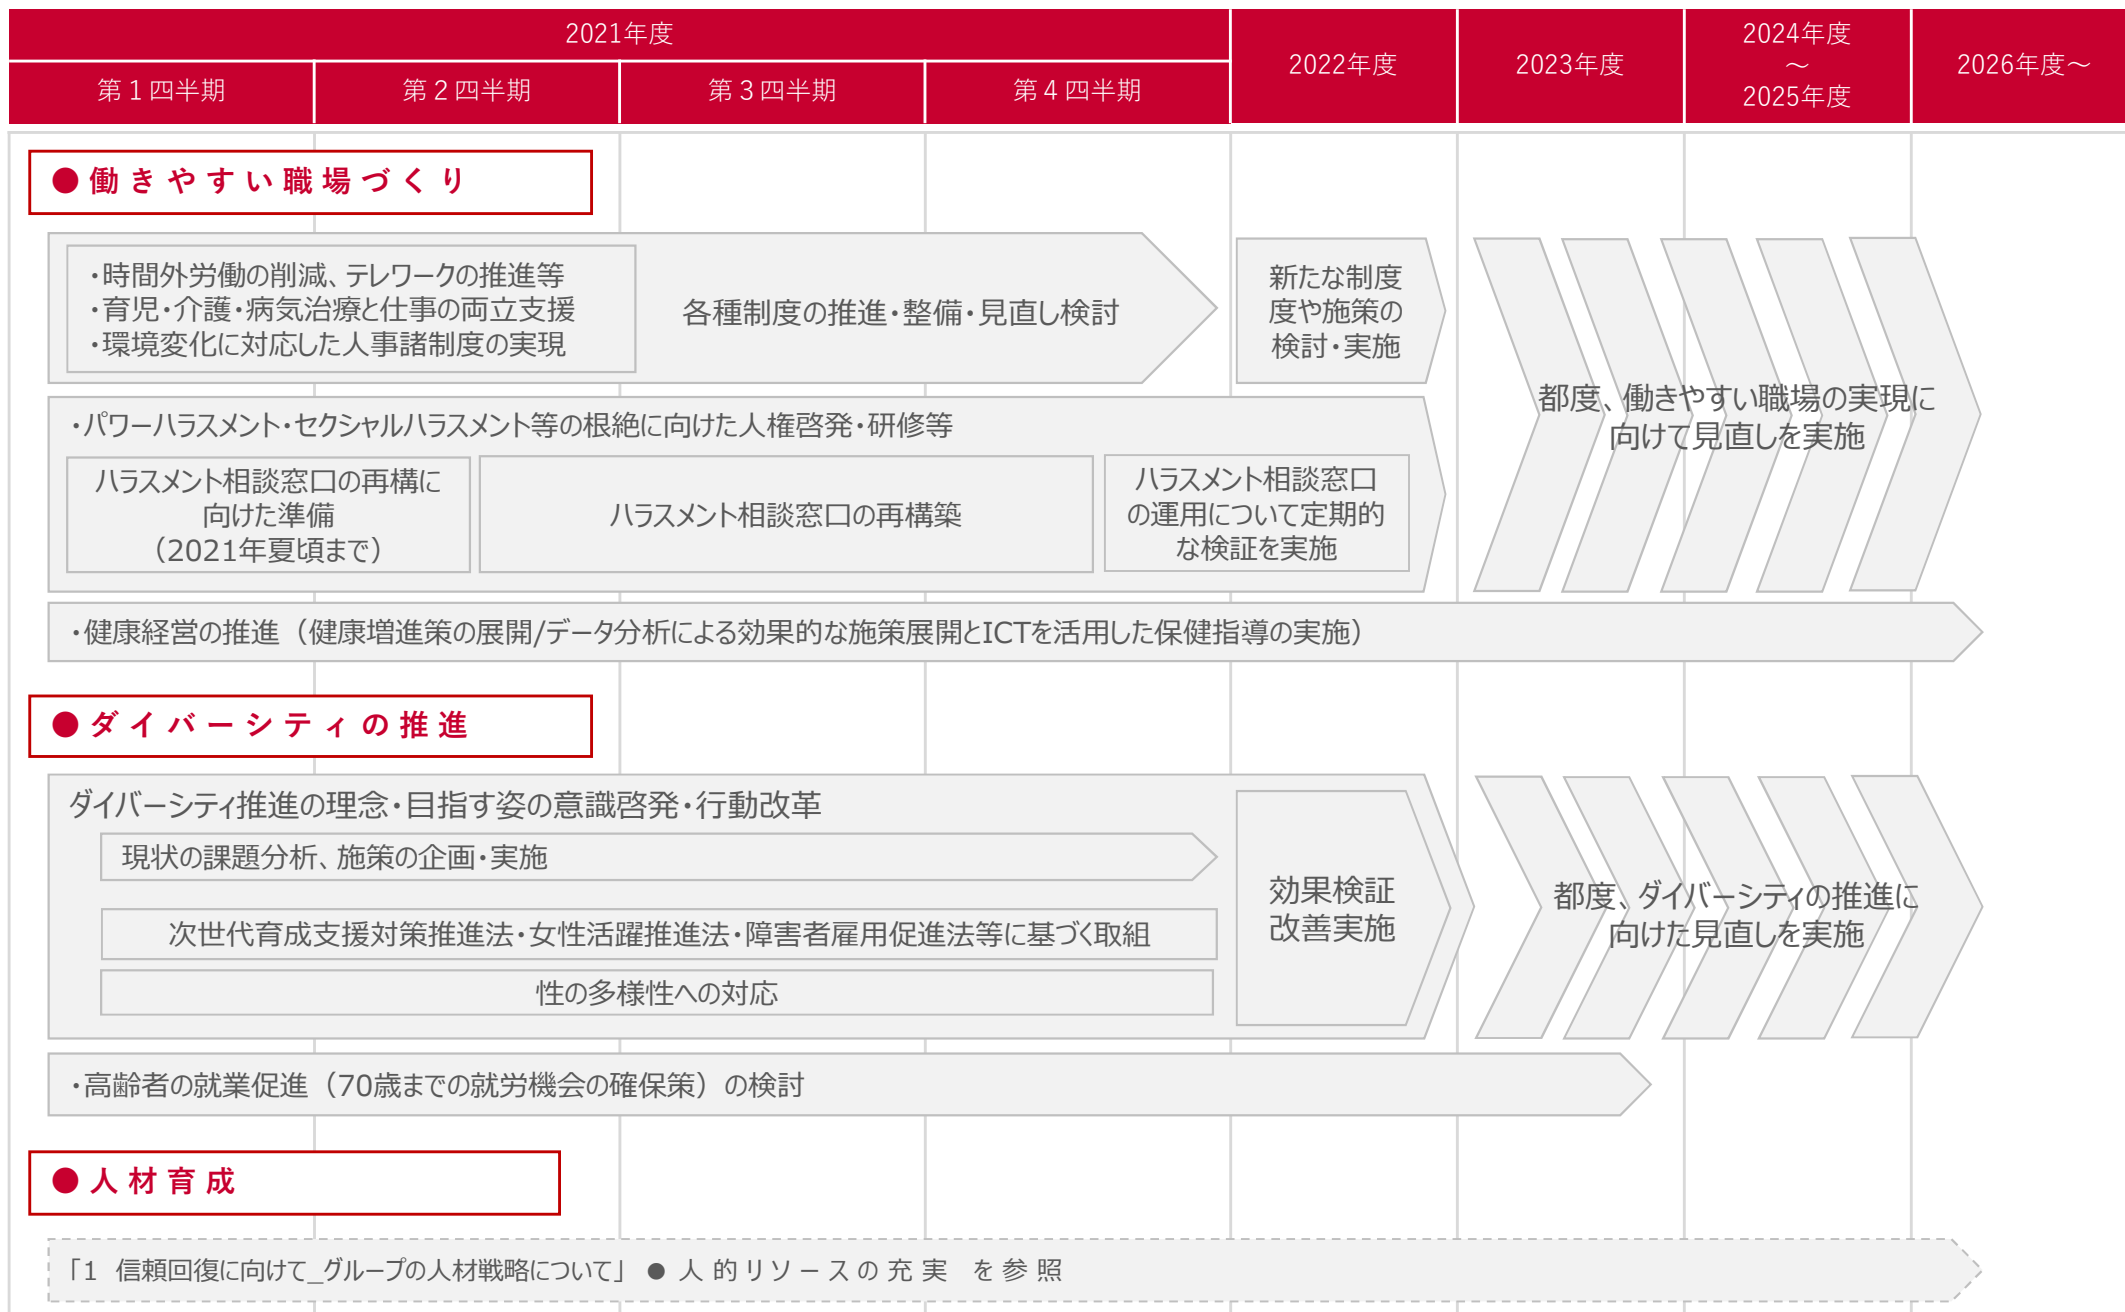 2021年度
2022年度
2023年度
2024年度
～
2025年度
2026年度～
第１四半期
第２四半期
第３四半期
第４四半期
●働きやすい職場づくり
・時間外労働の削減、テレワークの推進等
・育児・介護・病気治療と仕事の両立支援
・環境変化に対応した人事諸制度の実現
各種制度の推進・整備・見直し検討
新たな制度
度や施策の
検討・実施
都度、働きやすい職場の実現に
向けて見直しを実施
・パワーハラスメント・セクシャルハラスメント等の根絶に向けた人権啓発・研修等
ハラスメント相談窓口の再構に
向けた準備
（2021年夏頃まで）
ハラスメント相談窓口の再構築
ハラスメント相談窓口
の運用について定期的
な検証を実施
・健康経営の推進（健康増進策の展開/データ分析による効果的な施策展開とICTを活用した保健指導の実施）
●ダイバーシティの推進
ダイバーシティ推進の理念・目指す姿の意識啓発・行動改革
現状の課題分析、施策の企画・実施
次世代育成支援対策推進法・女性活躍推進法・障害者雇用促進法等に基づく取組
性の多様性への対応
効果検証
改善実施
都度、ダイバーシティの推進に
向けた見直しを実施
・高齢者の就業促進（70歳までの就労機会の確保策）の検討
●人材育成
「1　信頼回復に向けて_グループの人材戦略について」 ● 人的リソースの充実　を参照